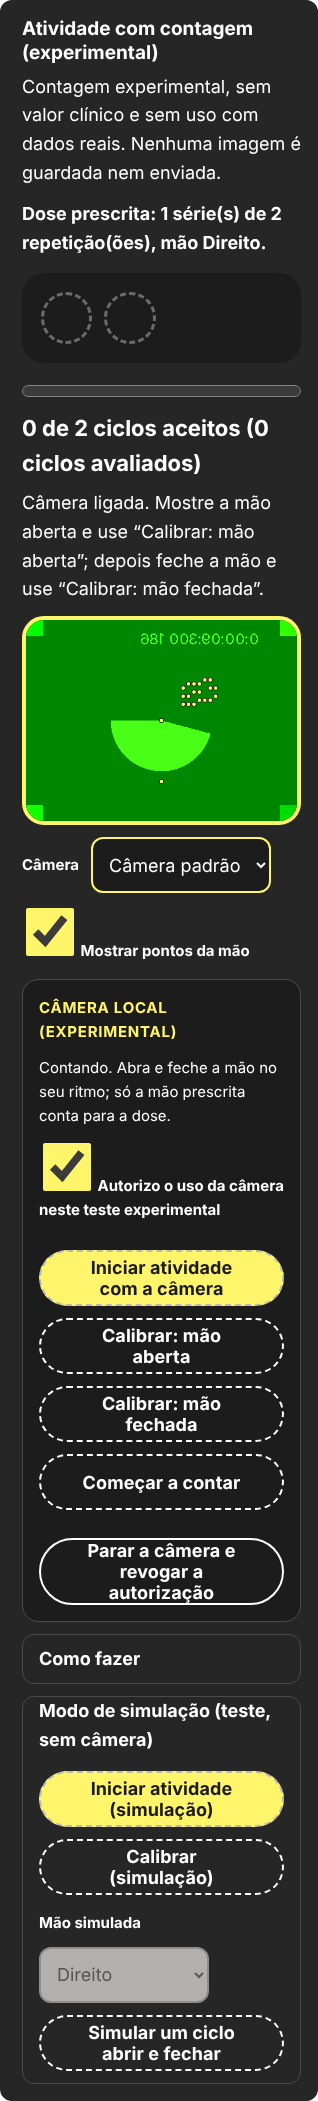 Atividade com contagem
(experimental)
Contagem experimental, sem
valor clínico e sem uso com
dados reais. Nenhuma imagem é
guardada nem enviada.
Dose prescrita: 1 série(s) de 2
repetição(ões), mão Direito.
0 de 2 ciclos aceitos (0
ciclos avaliados)
Câmera ligada. Mostre a mão
aberta e use “Calibrar: mão
aberta”; depois feche a mão e
use “Calibrar: mão fechada”.
0:00:09:300 186
Câmera
Câmera padrão
Mostrar pontos da mão
CÂMERA LOCAL
(EXPERIMENTAL)
Contando. Abra e feche a mão no
seu ritmo; só a mão prescrita
conta para a dose.
Autorizo o uso da câmera
neste teste experimental
Iniciar atividade
com a câmera
Calibrar: mão
aberta
Calibrar: mão
fechada
Começar a contar
Parar a câmera e
revogar a
autorização
Como fazer
Modo de simulação (teste,
sem câmera)
Iniciar atividade
(simulação)
Calibrar
(simulação)
Mão simulada
Direito
Simular um ciclo
abrir e fechar